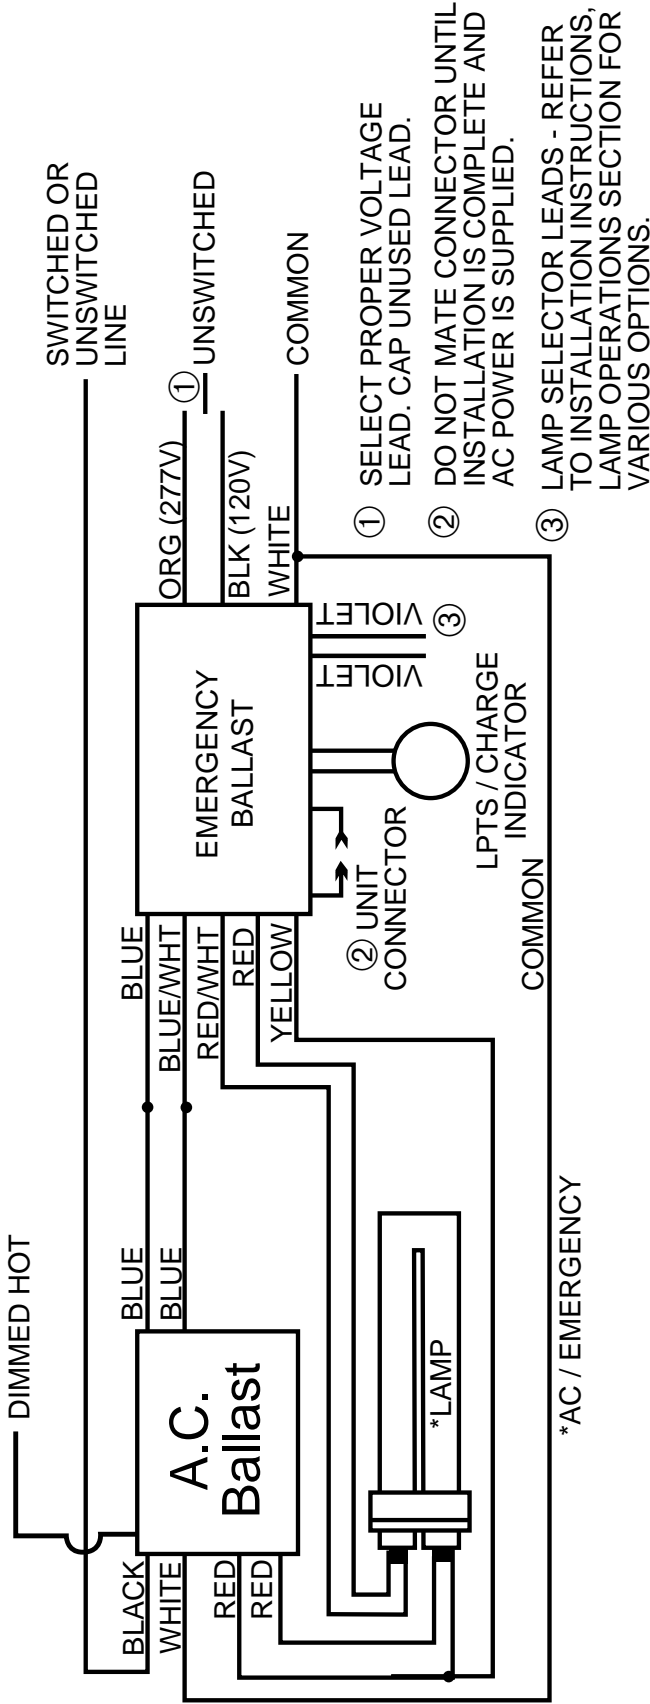 DIMMED HOT
SWITCHED OR
UNSWITCHED
LINE
BLACK
WHITE
RED
RED
A.C.
Ballast
BLUE
BLUE
BLUE
BLUE/WHT
RED/WHT
RED
YELLOW
EMERGENCY
BALLAST
ORG (277V)
① UNSWITCHED
BLK (120V)
WHITE
COMMON
VIOLET
VIOLET
③
② UNIT
CONNECTOR
LPTS / CHARGE
INDICATOR
*LAMP
COMMON
*AC / EMERGENCY
① SELECT PROPER VOLTAGE
LEAD. CAP UNUSED LEAD.
② DO NOT MATE CONNECTOR UNTIL
INSTALLATION IS COMPLETE AND
AC POWER IS SUPPLIED.
③ LAMP SELECTOR LEADS - REFER
TO INSTALLATION INSTRUCTIONS,
LAMP OPERATIONS SECTION FOR
VARIOUS OPTIONS.